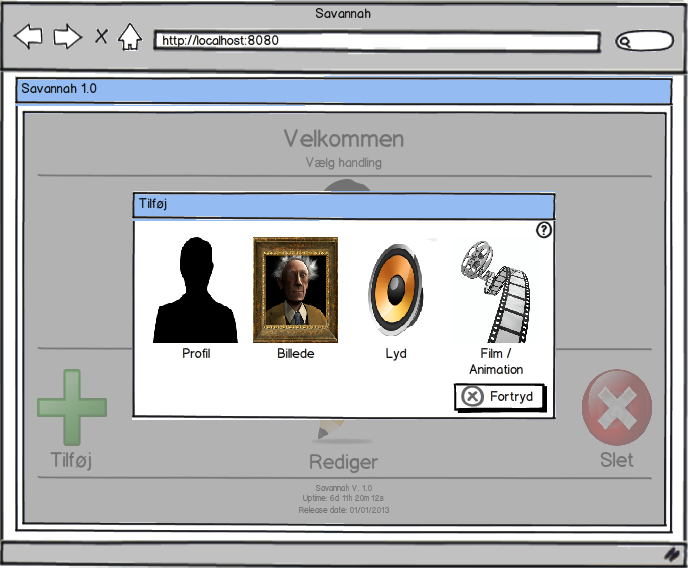 Savannah
http://localhost:8080
Savannah 1.0
Velkommen
Vælg handling
Tilføj
?
Profil
Billede
Lyd
Film /
Animation
Fortryd
Tilføj
Rediger
Slet
Savannah V. 1.0
Uptime: 6d 11h 20m 12s
Release date: 01/01/2013